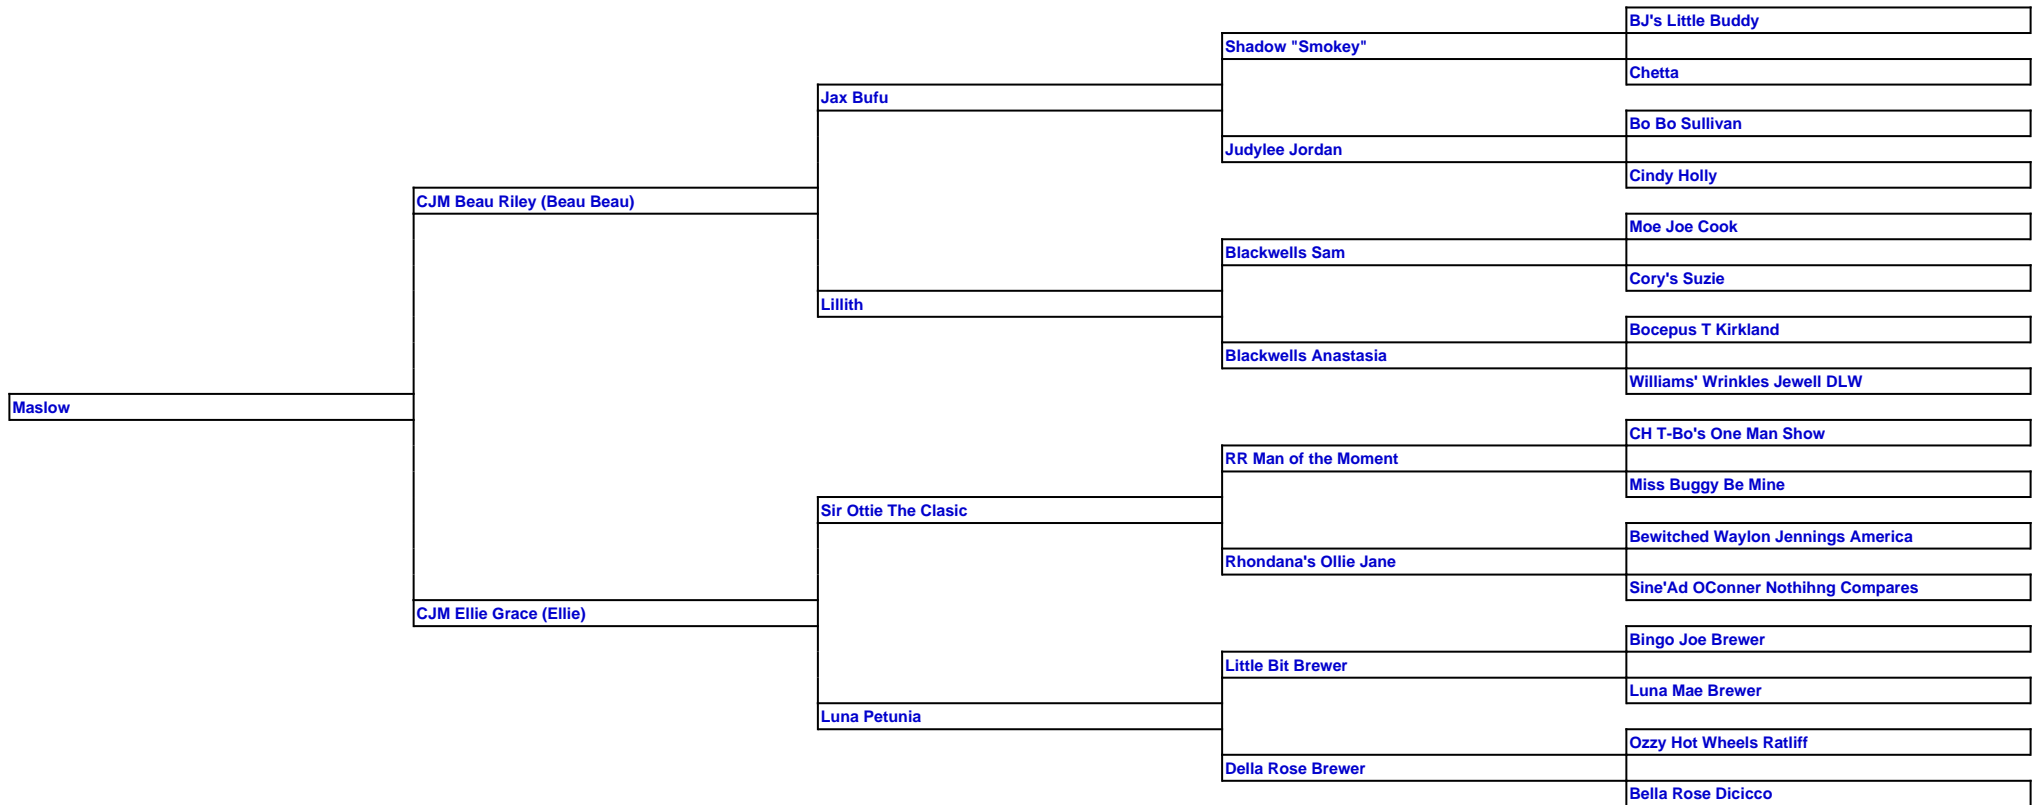 BJ's Little Buddy
Shadow "Smokey"
Chetta
Jax Bufu
Bo Bo Sullivan
Judylee Jordan
Cindy Holly
CJM Beau Riley (Beau Beau)
Moe Joe Cook
Blackwells Sam
Cory's Suzie
Lillith
Bocepus T Kirkland
Blackwells Anastasia
Williams' Wrinkles Jewell DLW
Maslow
CH T-Bo's One Man Show
RR Man of the Moment
Miss Buggy Be Mine
Sir Ottie The Clasic
Bewitched Waylon Jennings America
Rhondana's Ollie Jane
Sine'Ad OConner Nothihng Compares
CJM Ellie Grace (Ellie)
Bingo Joe Brewer
Little Bit Brewer
Luna Mae Brewer
Luna Petunia
Ozzy Hot Wheels Ratliff
Della Rose Brewer
Bella Rose Dicicco